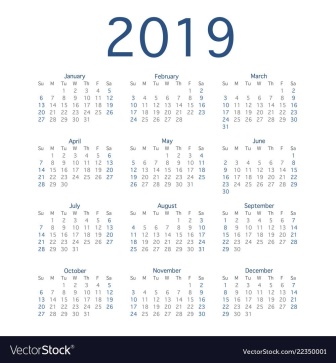 2019
January
Su M T W Th F Sa
1 2 3 4 5
6 7 8 9 10 11 12
13 14 15 16 17 18 19
20 21 22 23 24 25 26
27 28 29 30 31
February
Su M T W Th F Sa
1 2
3 4 5 6 7 8 9
10 11 12 13 14 15 16
17 18 19 20 21 22 23
24 25 26 27 28
March
Su M T W Th F Sa
1 2
3 4 5 6 7 8 9
10 11 12 13 14 15 16
17 18 19 20 21 22 23
24 25 26 27 28 29 30
31
April
Su M T W Th F Sa
1 2 3 4 5 6
7 8 9 10 11 12 13
14 15 16 17 18 19 20
21 22 23 24 25 26 27
28 29 30
May
Su M T W Th F Sa
1 2 3 4
5 6 7 8 9 10 11
12 13 14 15 16 17 18
19 20 21 22 23 24 25
26 27 28 29 30 31
June
Su M T W Th F Sa
1
2 3 4 5 6 7 8
9 10 11 12 13 14 15
16 17 18 19 20 21 22
23 24 25 26 27 28 29
30
July
Su M T W Th F Sa
1 2 3 4 5 6
7 8 9 10 11 12 13
14 15 16 17 18 19 20
21 22 23 24 25 26 27
28 29 30 31
August
Su M T W Th F Sa
1 2 3
4 5 6 7 8 9 10
11 12 13 14 15 16 17
18 19 20 21 22 23 24
25 26 27 28 29 30 31
September
Su M T W Th F Sa
1 2 3 4 5 6 7
8 9 10 11 12 13 14
15 16 17 18 19 20 21
22 23 24 25 26 27 28
29 30
October
Su M T W Th F Sa
1 2 3 4 5
6 7 8 9 10 11 12
13 14 15 16 17 18 19
20 21 22 23 24 25 26
27 28 29 30 31
November
Su M T W Th F Sa
1 2
3 4 5 6 7 8 9
10 11 12 13 14 15 16
17 18 19 20 21 22 23
24 25 26 27 28 29 30
December
Su M T W Th F Sa
1 2 3 4 5 6 7
8 9 10 11 12 13 14
15 16 17 18 19 20 21
22 23 24 25 26 27 28
29 30 31
VectorStock® VectorStock.com/22350001